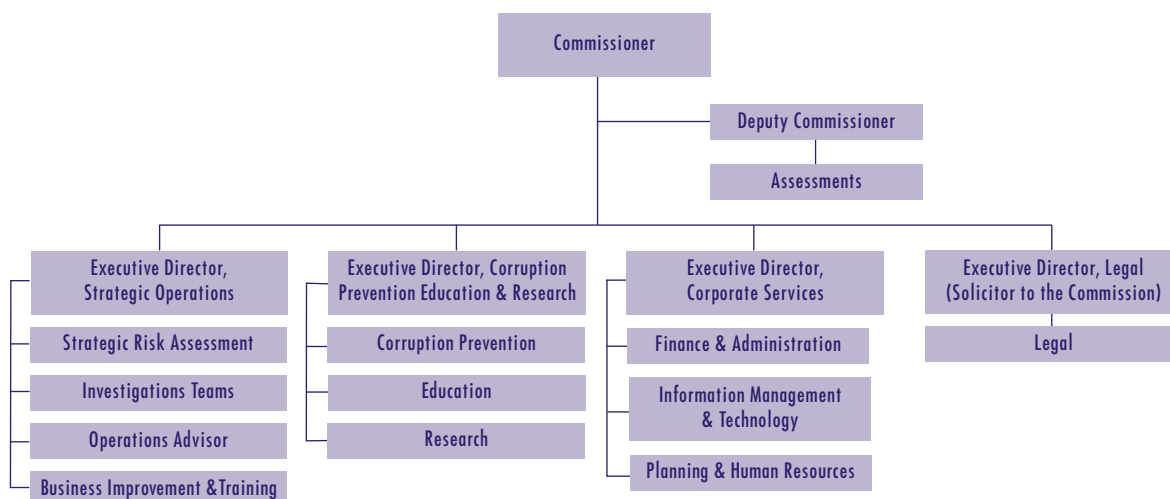 Commissioner
Deputy Commissioner
Assessments
Executive Director,
Strategic Operations
Strategic Risk Assessment
Investigations Teams
Operations Advisor
Business Improvement &Training
Executive Director, Corruption
Prevention Education & Research
Corruption Prevention
Education
Research
Executive Director,
Corporate Services
Finance & Administration
Information Management
& Technology
Planning & Human Resources
Executive Director, Legal
(Solicitor to the Commission)
Legal